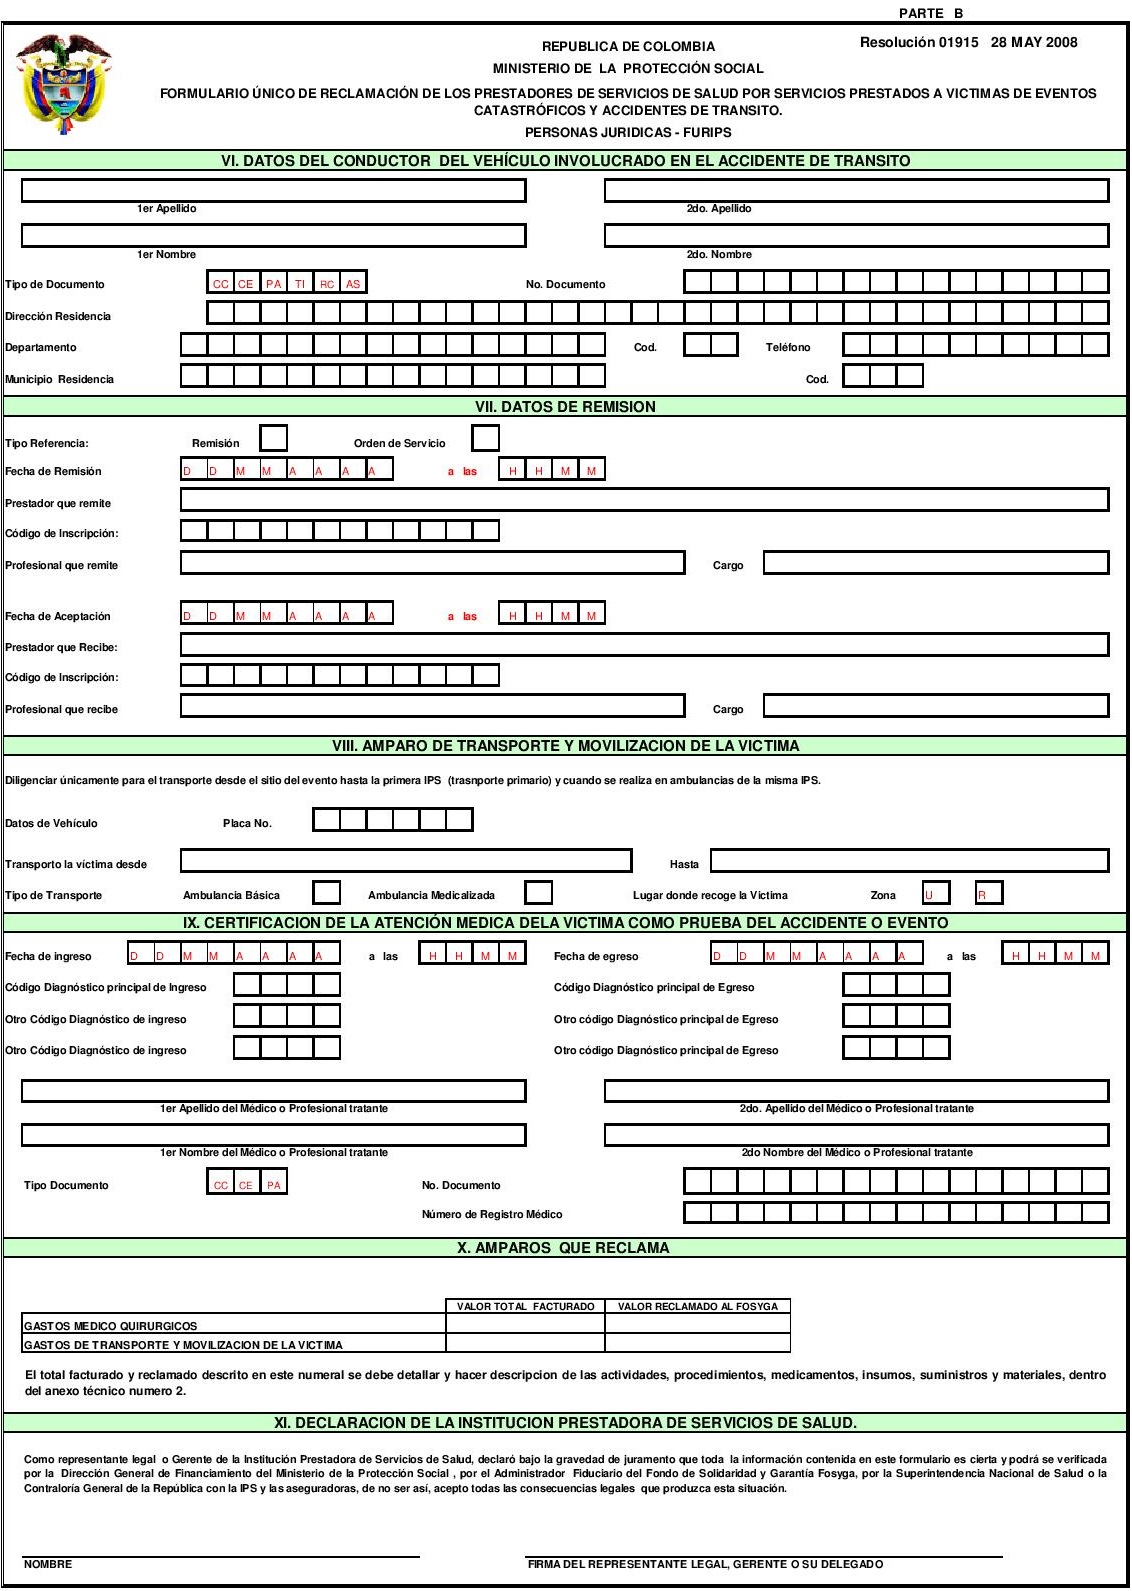 PARTE B
Resolución 01915 28 MAY 2008
REPUBLICA DE COLOMBIA
MINISTERIO DE LA PROTECCIÓN SOCIAL
FORMULARIO ÚNICO DE RECLAMACIÓN DE LOS PRESTADORES DE SERVICIOS DE SALUD POR SERVICIOS PRESTADOS A VICTIMAS DE EVENTOS
CATASTRÓFICOS Y ACCIDENTES DE TRANSITO.
PERSONAS JURIDICAS - FURIPS
VI. DATOS DEL CONDUCTOR DEL VEHÍCULO INVOLUCRADO EN EL ACCIDENTE DE TRANSITO
1er Apellido 2do. Apellido
1er Nombre 2do. Nombre
Tipo de Documento CC CE PA TI RC AS No. Documento
Dirección Residencia
Departamento Cod. Teléfono
Municipio Residencia Cod.
VII. DATOS DE REMISION
Tipo Referencia: Remisión Orden de Servicio
Fecha de Remisión D D M M A A A A a las H H M M
Prestador que remite
Código de Inscripción:
Profesional que remite Cargo
Fecha de Aceptación D D M M A A A A a las H H M M
Prestador que Recibe:
Código de Inscripción:
Profesional que recibe Cargo
VIII. AMPARO DE TRANSPORTE Y MOVILIZACION DE LA VICTIMA
Diligenciar únicamente para el transporte desde el sitio del evento hasta la primera IPS (trasnporte primario) y cuando se realiza en ambulancias de la misma IPS.
Datos de Vehículo Placa No.
Transporto la víctima desde Hasta
Tipo de Transporte Ambulancia Básica Ambulancia Medicalizada Lugar donde recoge la Victima Zona U R
IX. CERTIFICACION DE LA ATENCIÓN MEDICA DELA VICTIMA COMO PRUEBA DEL ACCIDENTE O EVENTO
Fecha de ingreso D D M M A A A A a las H H M M Fecha de egreso D D M M A A A A a las H H M M
Código Diagnóstico principal de Ingreso Código Diagnóstico principal de Egreso
Otro Código Diagnóstico de ingreso Otro código Diagnóstico principal de Egreso
Otro Código Diagnóstico de ingreso Otro código Diagnóstico principal de Egreso
1er Apellido del Médico o Profesional tratante 2do. Apellido del Médico o Profesional tratante
1er Nombre del Médico o Profesional tratante 2do Nombre del Médico o Profesional tratante
Tipo Documento CC CE PA No. Documento
Número de Registro Médico
X. AMPAROS QUE RECLAMA
VALOR TOTAL FACTURADO VALOR RECLAMADO AL FOSYGA
GASTOS MEDICO QUIRURGICOS
GASTOS DE TRANSPORTE Y MOVILIZACION DE LA VICTIMA
El total facturado y reclamado descrito en este numeral se debe detallar y hacer descripcion de las actividades, procedimientos, medicamentos, insumos, suministros y materiales, dentro
del anexo técnico numero 2.
XI. DECLARACION DE LA INSTITUCION PRESTADORA DE SERVICIOS DE SALUD.
Como representante legal o Gerente de la Institución Prestadora de Servicios de Salud, declaró bajo la gravedad de juramento que toda la información contenida en este formulario es cierta y podrá se verificada
por la Dirección General de Financiamiento del Ministerio de la Protección Social , por el Administrador Fiduciario del Fondo de Solidaridad y Garantía Fosyga, por la Superintendencia Nacional de Salud o la
Contraloría General de la República con la IPS y las aseguradoras, de no ser así, acepto todas las consecuencias legales que produzca esta situación.
NOMBRE FIRMA DEL REPRESENTANTE LEGAL, GERENTE O SU DELEGADO